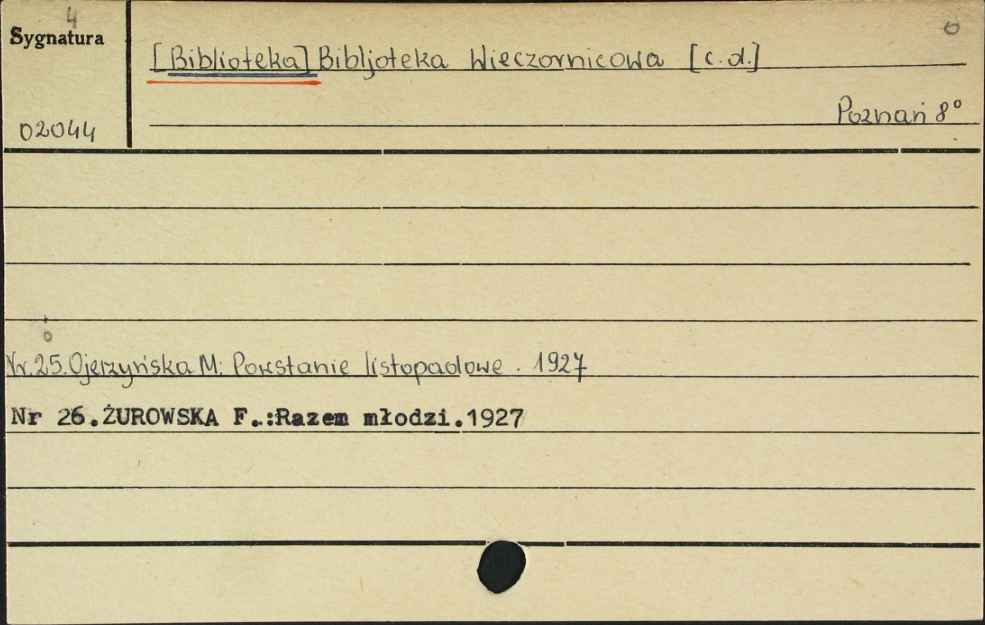 4
Sygnatura
[Biblioteka] Bibljoteka Wieczornicowa [c.d.]
Poznań 8°
02044
Nr. 25. Ojerzyńska M: Powstanie listopadowe. 1927
Nr 26. ŻUROWSKA F.:Razem młodzi.1927